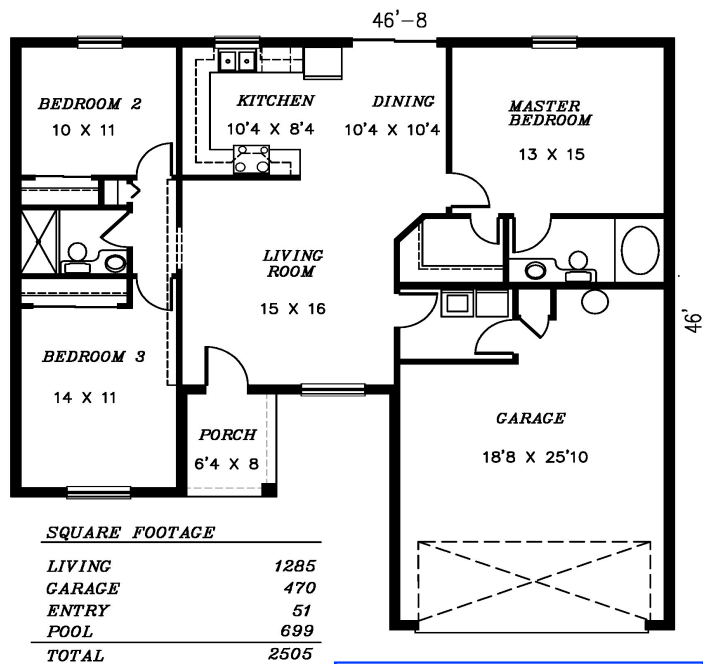 46'-8
BEDROOM 2
10 X 11
KITCHEN
10'4 X 8'4
DINING
10'4 X 10'4
MASTER
BEDROOM
13 X 15
LIVING
ROOM
15 X 16
46'
BEDROOM 3
14 X 11
PORCH
6'4 X 8
GARAGE
18'8 X 25'10
SQUARE FOOTAGE
LIVING 1285
GARAGE 470
ENTRY 51
POOL 699
TOTAL 2505